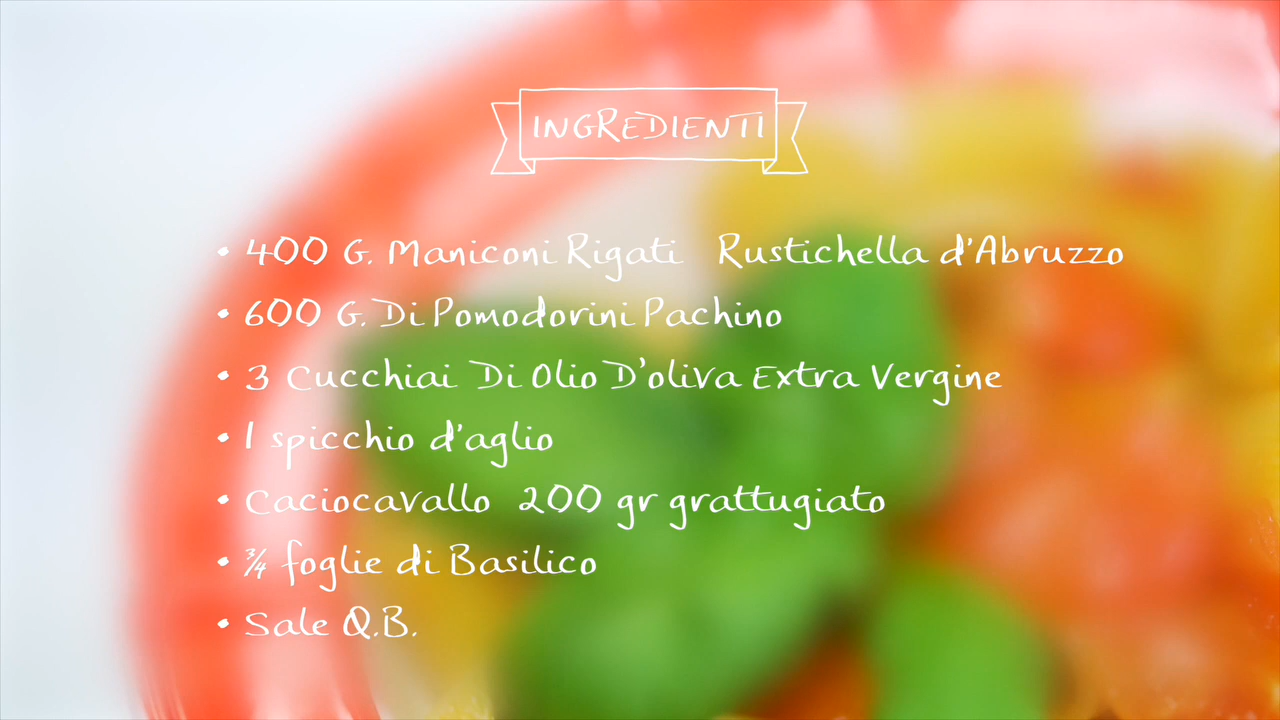 INGREDIENTI
• 400 G. Maniconi Rigati Rustichella d'Abruzzo
• 600 G. Di Pomodorini Pachino
• 3 Cucchiai Di Olio D'oliva Extra Vergine
• 1 spicchio d'aglio
• Caciocavallo 200 gr grattugiato
• ¾ foglie di Basilico
• Sale Q.B.